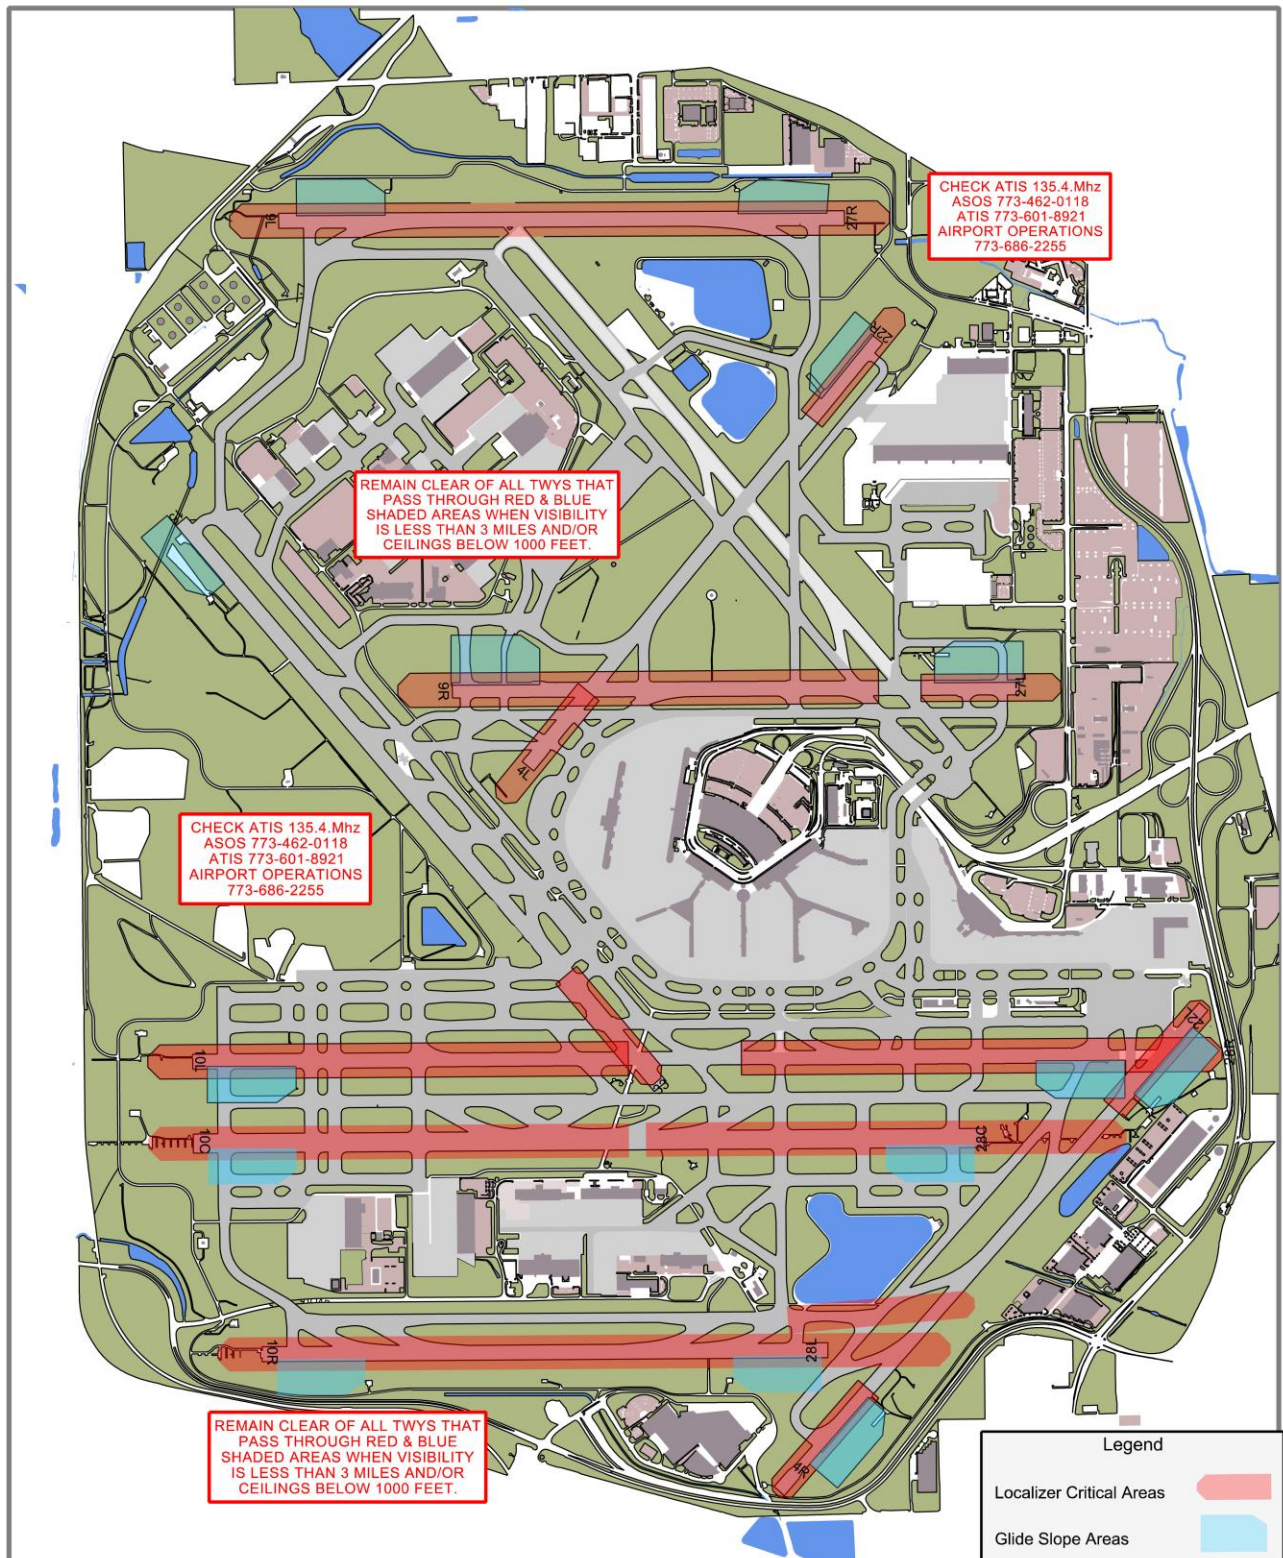 CHECK ATIS 135.4.Mhz
ASOS 773-462-0118
ATIS 773-601-8921
AIRPORT OPERATIONS
773-686-2255
9L
27R
22R
REMAIN CLEAR OF ALL TWYS THAT
PASS THROUGH RED & BLUE
SHADED AREAS WHEN VISIBILITY
IS LESS THAN 3 MILES AND/OR
CEILINGS BELOW 1000 FEET.
9R
27L
4L
CHECK ATIS 135.4.Mhz
ASOS 773-462-0118
ATIS 773-601-8921
AIRPORT OPERATIONS
773-686-2255
22L
10L
28R
10C
28C
10R
28L
REMAIN CLEAR OF ALL TWYS THAT
PASS THROUGH RED & BLUE
SHADED AREAS WHEN VISIBILITY
IS LESS THAN 3 MILES AND/OR
CEILINGS BELOW 1000 FEET.
4R
Legend
Localizer Critical Areas
Glide Slope Areas